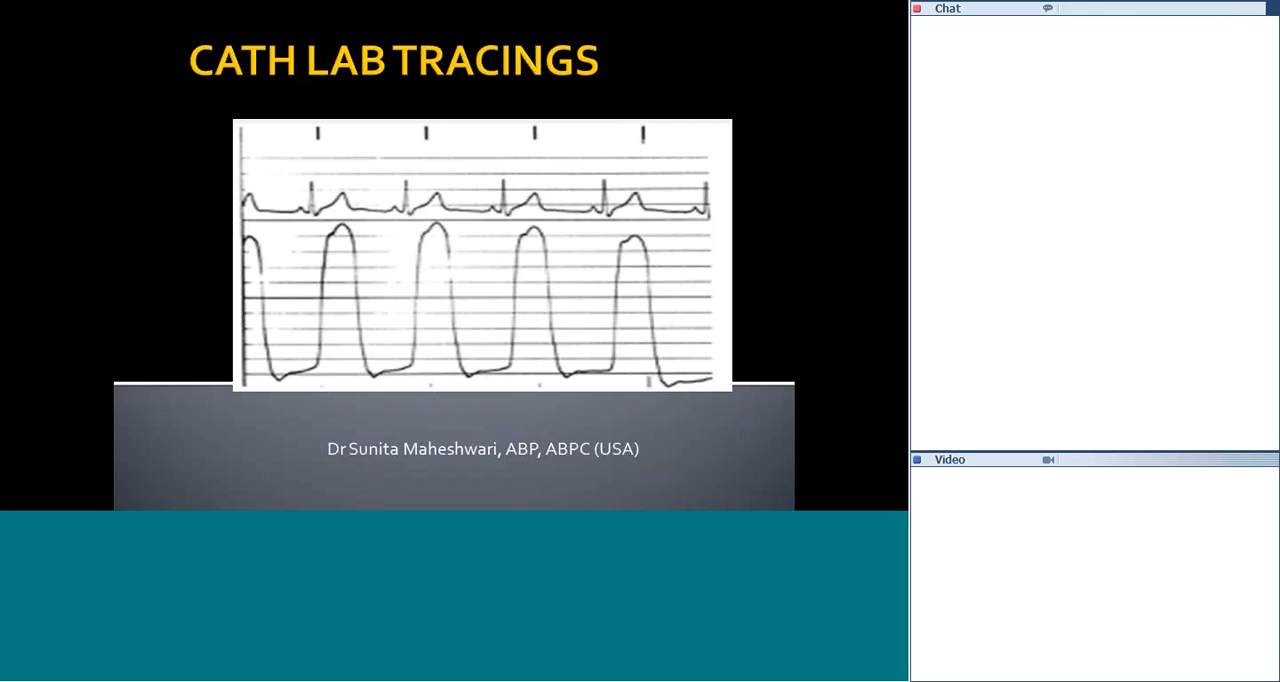 CATH LAB TRACINGS
Dr Sunita Maheshwari, ABP, ABPC (USA)
Chat
Video